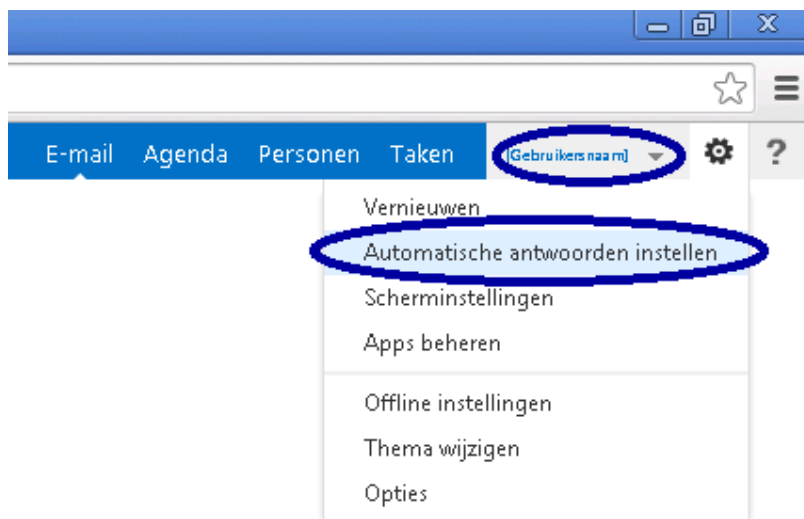 E-mail Agenda Personen Taken [Gebruikersnaam] ?
Vernieuwen
Automatische antwoorden instellen
Scherminstellingen
Apps beheren
Offline instellingen
Thema wijzigen
Opties